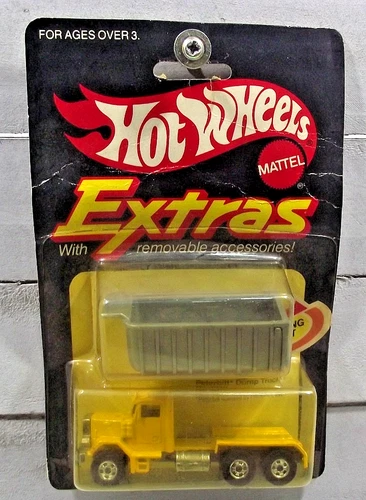 FOR AGES OVER 3.
HOT WHEELS
MATTEL
®
Extras
With removable accessories!
Peterbilt® Dump Truck